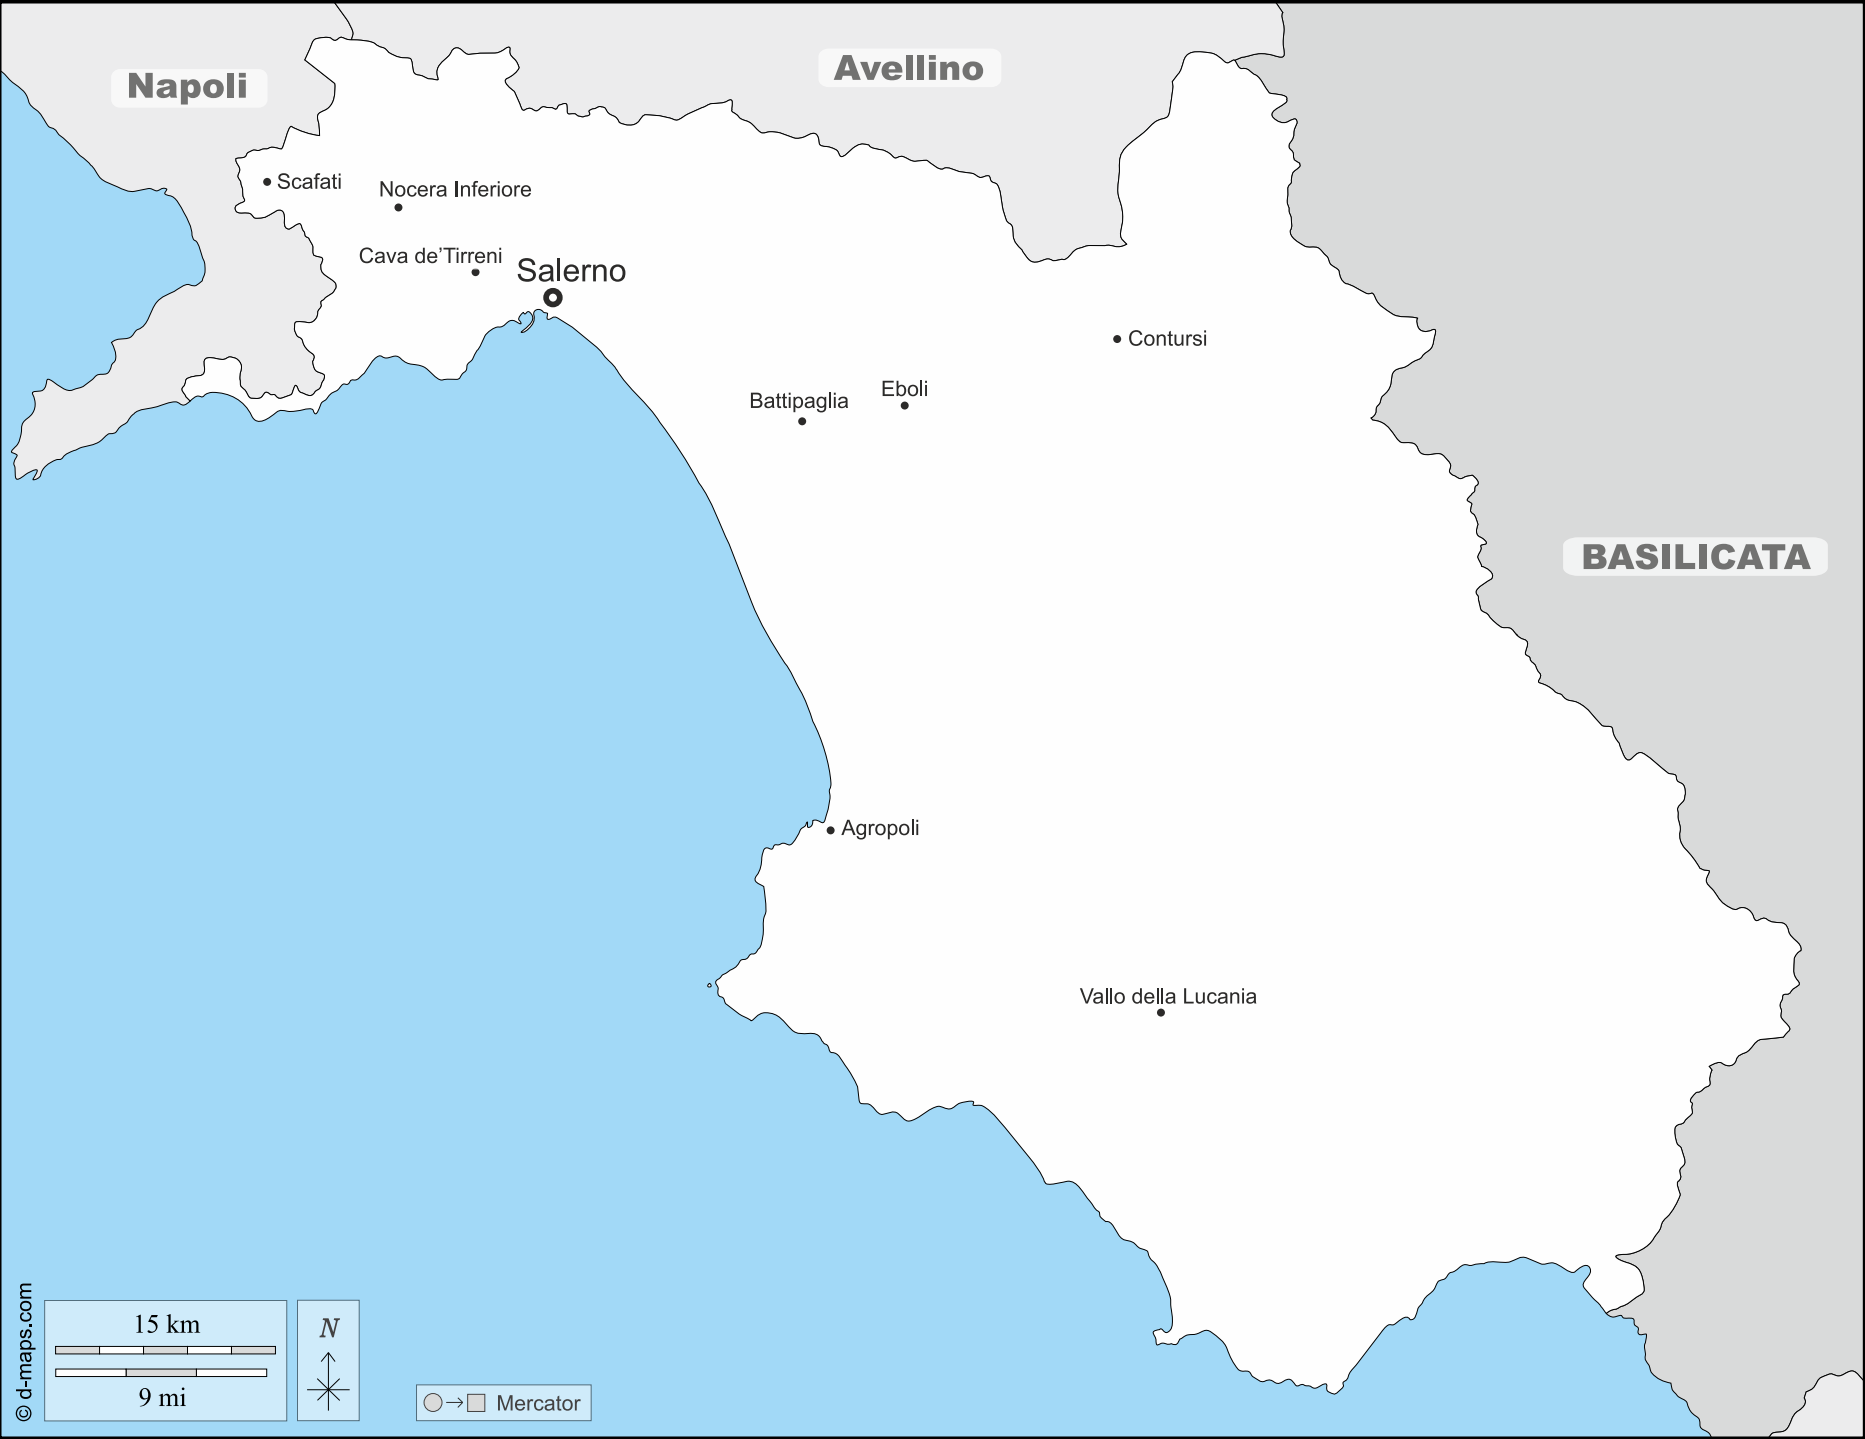 Napoli
Avellino
Scafati
Nocera Inferiore
Cava de'Tirreni
Salerno
Contursi
Eboli
Battipaglia
BASILICATA
Agropoli
Vallo della Lucania
15 km
9 mi
N
Mercator
© d-maps.com